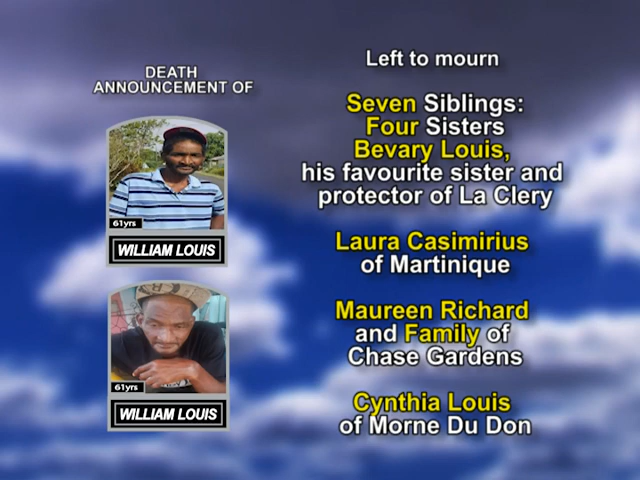 DEATH
ANNOUNCEMENT OF
61yrs
WILLIAM LOUIS
61yrs
WILLIAM LOUIS
Left to mourn
Seven Siblings:
Four Sisters
Bevary Louis,
his favourite sister and
protector of La Clery
Laura Casimirius
of Martinique
Maureen Richard
and Family of
Chase Gardens
Cynthia Louis
of Morne Du Don